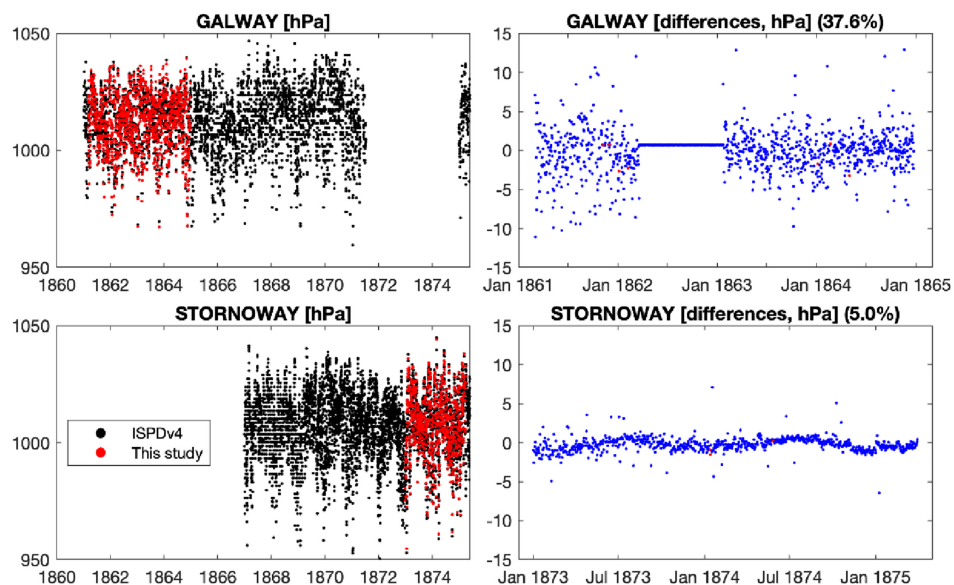 GALWAY [hPa]
1050
1000
950
1860 1862 1864 1866 1868 1870 1872 1874
GALWAY [differences, hPa] (37.6%)
15
10
5
0
-5
-10
-15
Jan 1861 Jan 1862 Jan 1863 Jan 1864 Jan 1865
STORNOWAY [hPa]
1050
1000
950
ISPDv4
This study
1860 1862 1864 1866 1868 1870 1872 1874
STORNOWAY [differences, hPa] (5.0%)
15
10
5
0
-5
-10
-15
Jan 1873 Jul 1873 Jan 1874 Jul 1874 Jan 1875